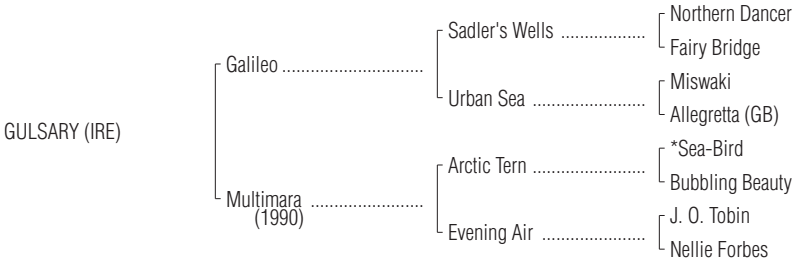 Northern Dancer
Sadler's Wells ..................
Fairy Bridge
Galileo ..............................
Miswaki
Urban Sea ........................
Allegretta (GB)
GULSARY (IRE)
*Sea-Bird
Arctic Tern ........................
Bubbling Beauty
Multimara ........................
(1990)
J. O. Tobin
Evening Air ......................
Nellie Forbes